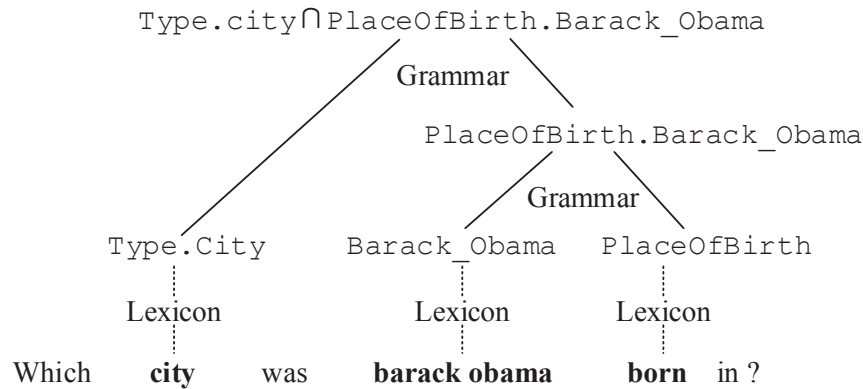 Type.city∩PlaceOfBirth.Barack_Obama
Grammar
PlaceOfBirth.Barack_Obama
Grammar
Type.City Barack_Obama PlaceOfBirth
Lexicon Lexicon Lexicon
Which city was barack obama born in ?